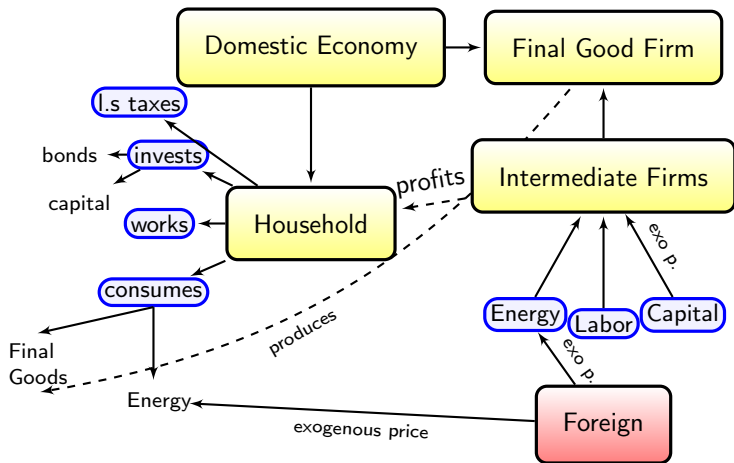 Domestic Economy
Final Good Firm
l.s taxes
bonds
invests
capital
profits
Intermediate Firms
works
Household
exo p.
consumes
Energy
Labor
Capital
produces
Final
Goods
exo p.
Energy
exogenous price
Foreign